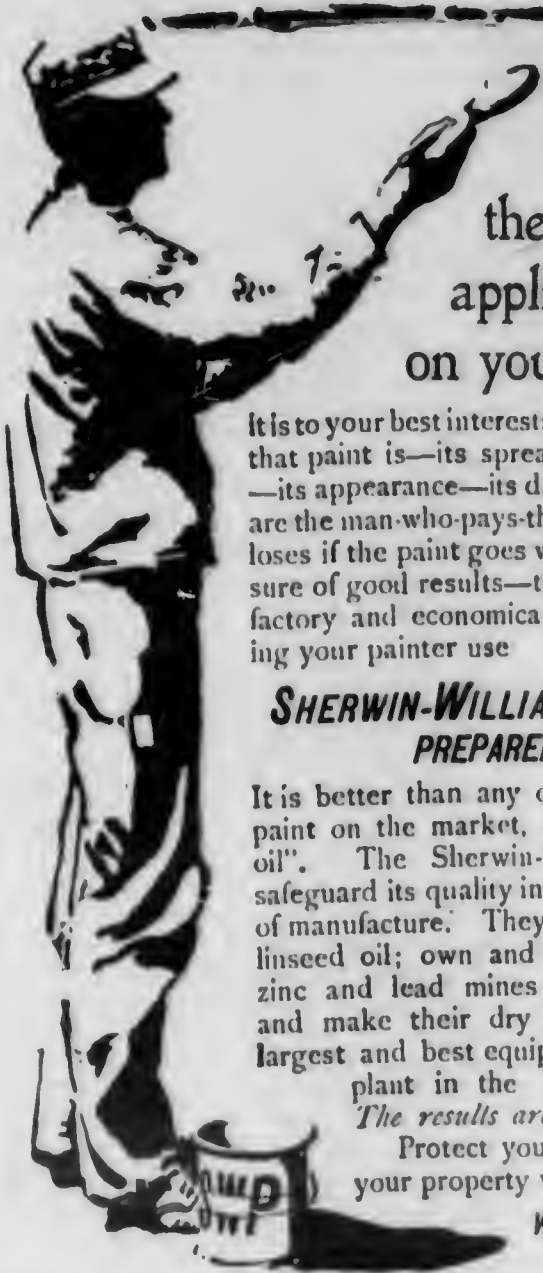 the
appli
on you
It is to your best interests
that paint is—its sprea
—its appearance—its d
are the man-who-pays-th
loses if the paint goes w
sure of good results—t
factory and economica
ing your painter use
SHERWIN-WILLIA
PREPARE
It is better than any o
paint on the market,
oil". The Sherwin-
safeguard its quality in
of manufacture. They
linseed oil; own and
zinc and lead mines
and make their dry
largest and best equip
plant in the
The results ar
Protect you
your property w
SWP